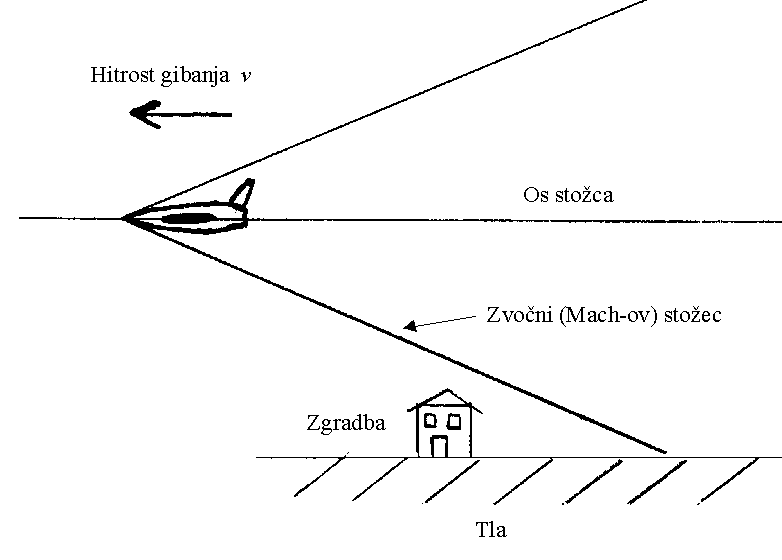 Hitrost gibanja v
Os stožca
Zvočni (Mach-ov) stožec
Zgradba
Tla